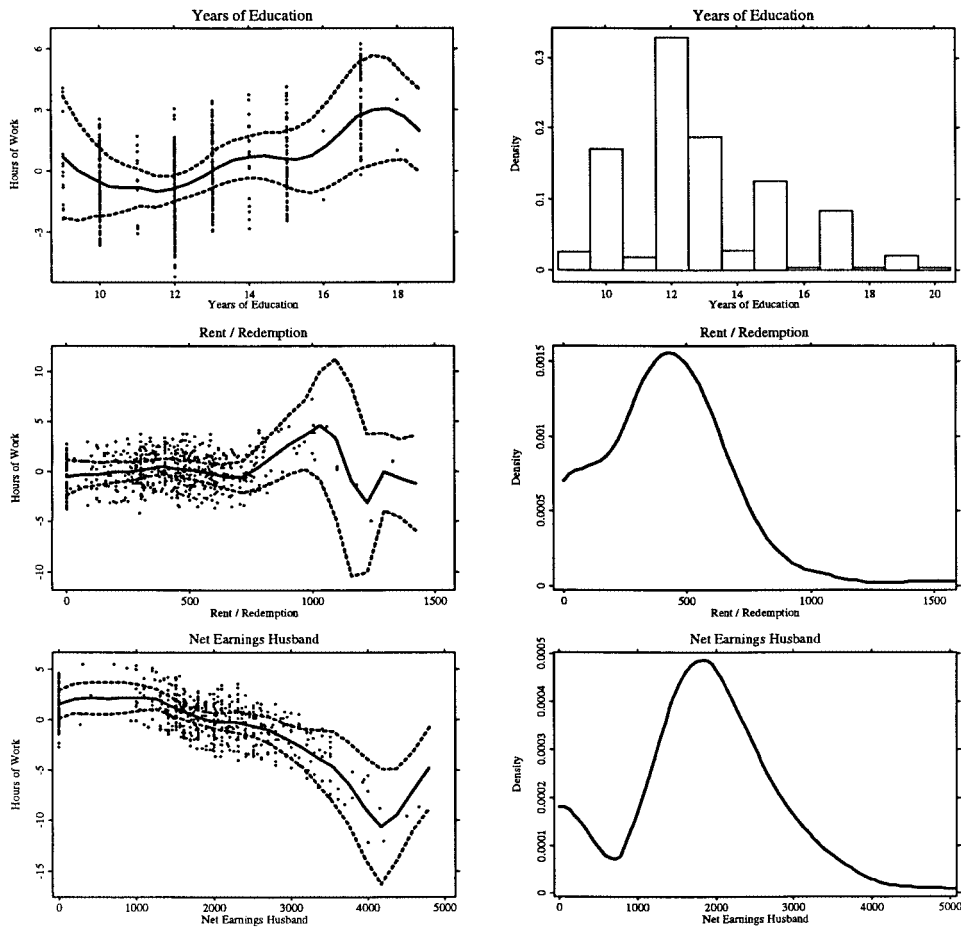 Years of Education
Hours of Work
6
3
0
-3
10 12 14 16 18
Years of Education
Years of Education
Density
0.3
0.2
0.1
0
10 12 14 16 18 20
Years of Education
Rent / Redemption
Hours of Work
10
5
0
-5
-10
0 500 1000 1500
Rent / Redemption
Rent / Redemption
Density
0.0015
0.001
0.0005
0
0 500 1000 1500
Rent / Redemption
Net Earnings Husband
Hours of Work
5
0
-5
-10
-15
0 1000 2000 3000 4000 5000
Net Earnings Husband
Net Earnings Husband
Density
0.0005
0.0004
0.0003
0.0002
0.0001
0
0 1000 2000 3000 4000 5000
Net Earnings Husband